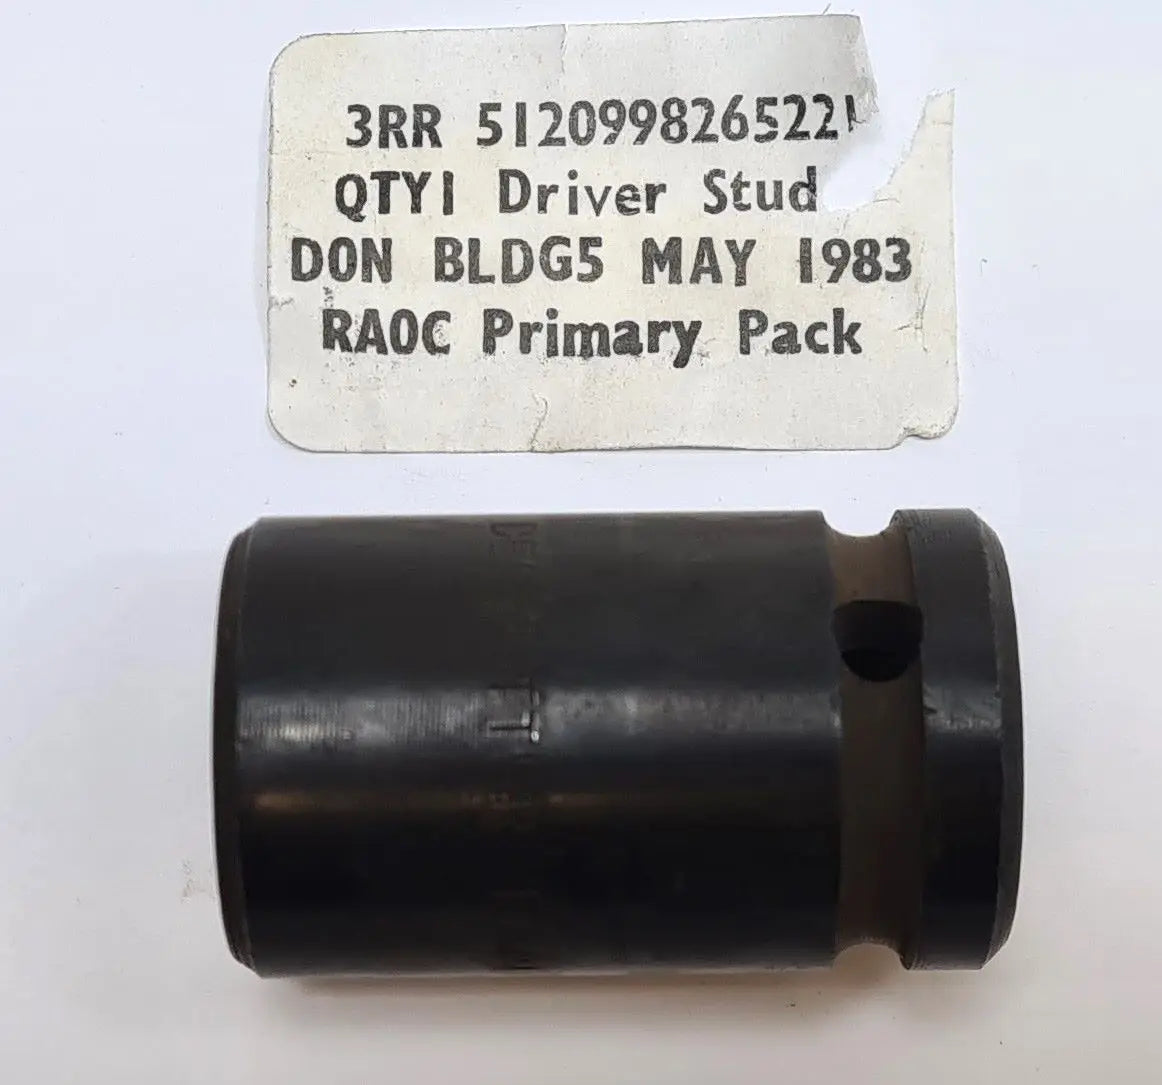 3RR 5120998265221
QTY1 Driver Stud
DON BLDG5 MAY 1983
RAOC Primary Pack